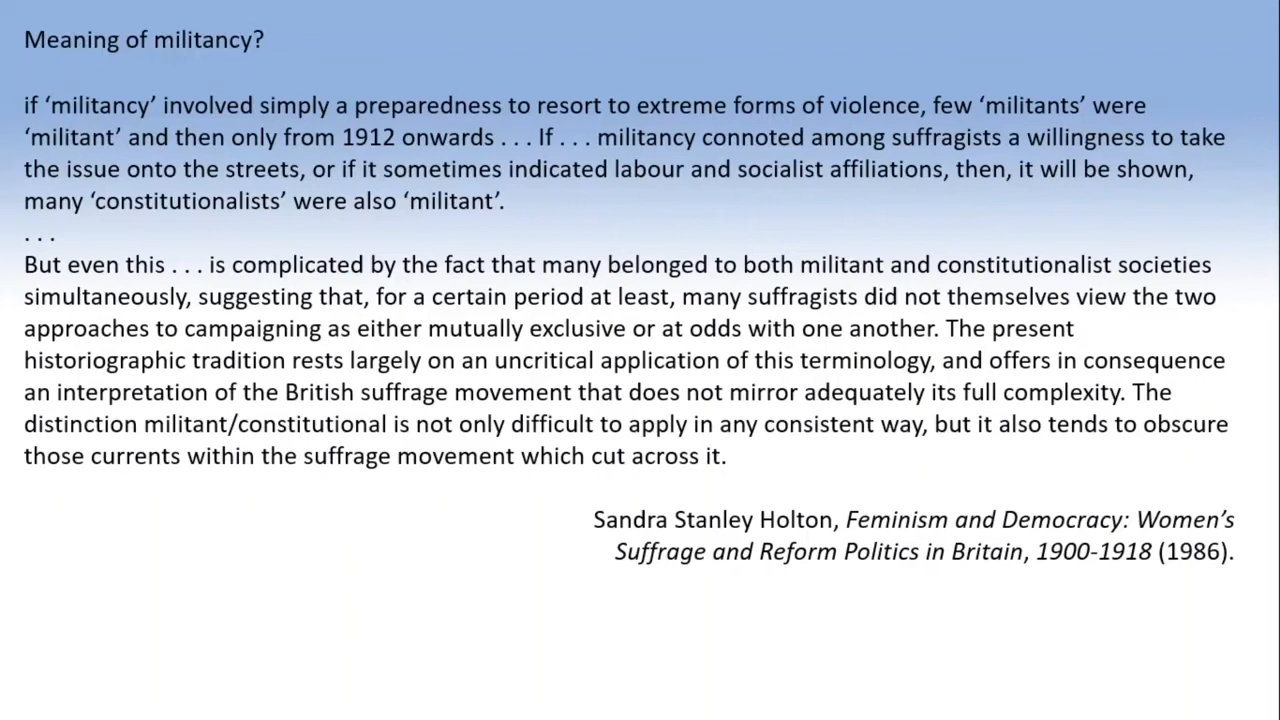 Meaning of militancy?
if ‘militancy’ involved simply a preparedness to resort to extreme forms of violence, few ‘militants’ were
‘militant’ and then only from 1912 onwards . . . If . . . militancy connoted among suffragists a willingness to take
the issue onto the streets, or if it sometimes indicated labour and socialist affiliations, then, it will be shown,
many ‘constitutionalists’ were also ‘militant’.
. . .
But even this . . . is complicated by the fact that many belonged to both militant and constitutionalist societies
simultaneously, suggesting that, for a certain period at least, many suffragists did not themselves view the two
approaches to campaigning as either mutually exclusive or at odds with one another. The present
historiographic tradition rests largely on an uncritical application of this terminology, and offers in consequence
an interpretation of the British suffrage movement that does not mirror adequately its full complexity. The
distinction militant/constitutional is not only difficult to apply in any consistent way, but it also tends to obscure
those currents within the suffrage movement which cut across it.
Sandra Stanley Holton, Feminism and Democracy: Women’s
Suffrage and Reform Politics in Britain, 1900-1918 (1986).